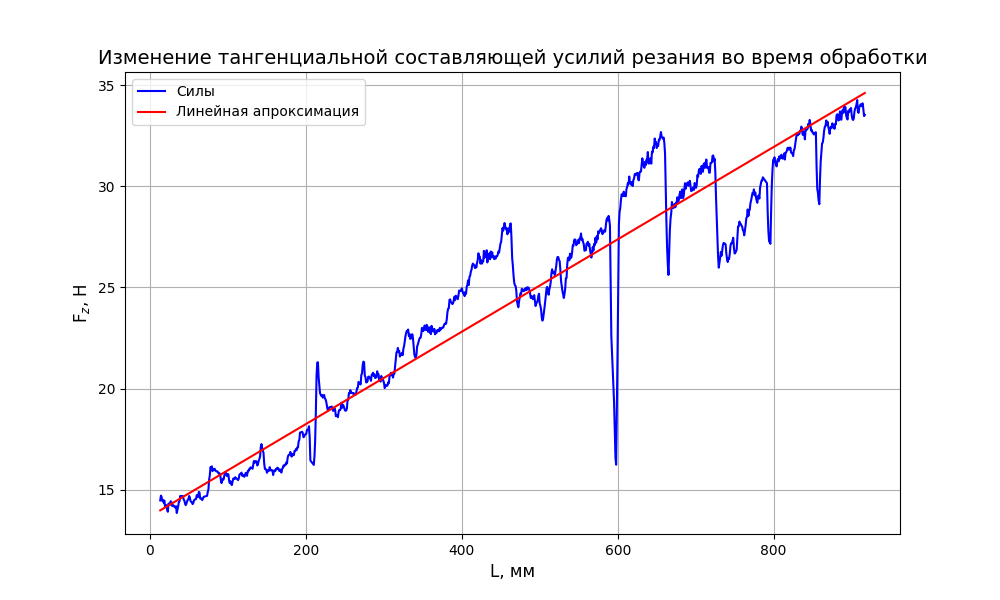 Изменение тангенциальной составляющей усилий резания во время обработки
Силы
Линейная апроксимация
35
30
25
20
15
F_z, Н
0 200 400 600 800
L, мм